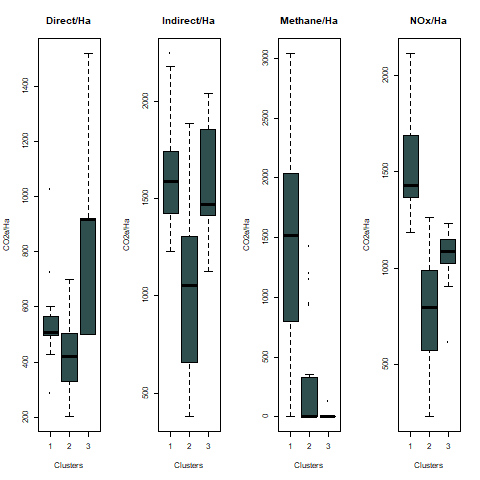 Direct/Ha
CO2e/Ha
200
400
600
800
1000
1200
1400
1
2
3
Clusters
Indirect/Ha
CO2e/Ha
500
1000
1500
2000
1
2
3
Clusters
Methane/Ha
CO2e/Ha
0
500
1000
1500
2000
2500
3000
1
2
3
Clusters
NOx/Ha
CO2e/Ha
500
1000
1500
2000
1
2
3
Clusters